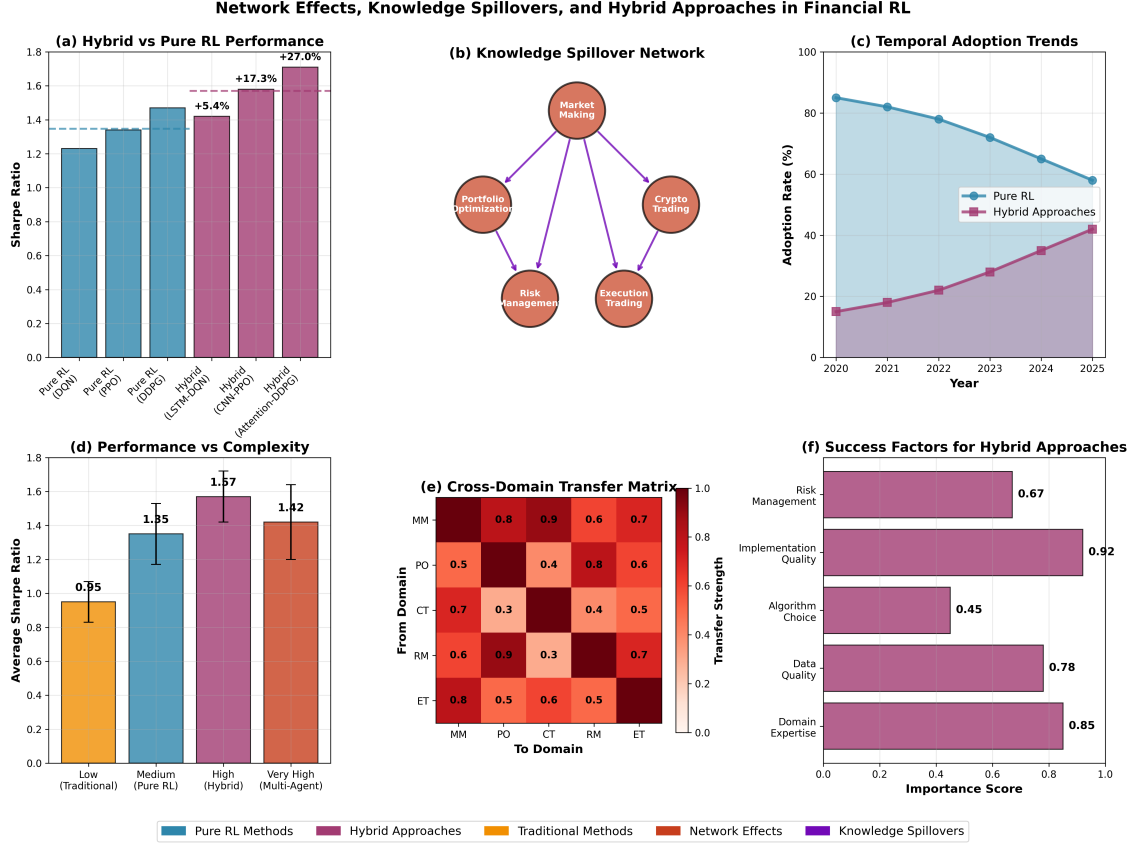 Network Effects, Knowledge Spillovers, and Hybrid Approaches in Financial RL
(a) Hybrid vs Pure RL Performance
Sharpe Ratio
1.8
1.6
1.4
1.2
1.0
0.8
0.6
0.4
0.2
0.0
+5.4%
+17.3%
+27.0%
Pure RL
(DQN)
Pure RL
(PPO)
Pure RL
(DDPG)
Hybrid
(LSTM-DQN)
Hybrid
(CNN-PPO)
Hybrid
(Attention-DDPG)
(b) Knowledge Spillover Network
Market
Making
Portfolio
Optimization
Crypto
Trading
Risk
Management
Execution
Trading
(c) Temporal Adoption Trends
Adoption Rate (%)
100
80
60
40
20
0
Pure RL
Hybrid Approaches
2020
2021
2022
2023
2024
2025
Year
(d) Performance vs Complexity
Average Sharpe Ratio
1.8
1.6
1.4
1.2
1.0
0.8
0.6
0.4
0.2
0.0
0.95
1.35
1.57
1.42
Low
(Traditional)
Medium
(Pure RL)
High
(Hybrid)
Very High
(Multi-Agent)
(e) Cross-Domain Transfer Matrix
From Domain
MM 0.8 0.9 0.6 0.7
PO 0.5 0.4 0.8 0.6
CT 0.7 0.3 0.4 0.5
RM 0.6 0.9 0.3 0.7
ET 0.8 0.5 0.6 0.5
MM PO CT RM ET
To Domain
1.0
0.8
0.6
0.4
0.2
0.0
Transfer Strength
(f) Success Factors for Hybrid Approaches
Risk
Management
0.67
Implementation
Quality
0.92
Algorithm
Choice
0.45
Data
Quality
0.78
Domain
Expertise
0.85
0.0 0.2 0.4 0.6 0.8 1.0
Importance Score
Pure RL Methods
Hybrid Approaches
Traditional Methods
Network Effects
Knowledge Spillovers